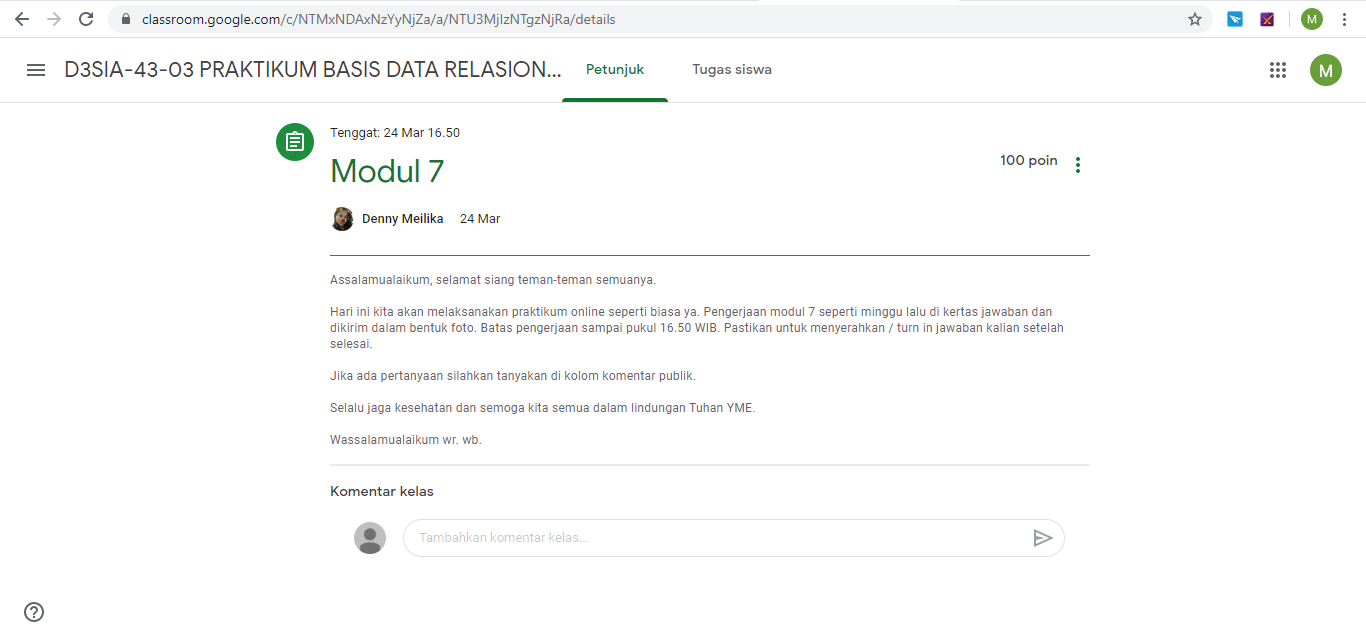 classroom.google.com/c/NTMxNDAxNzYyNjZa/a/NTU3MjIzNTgzNjRa/details
M
D3SIA-43-03 PRAKTIKUM BASIS DATA RELASION...
Petunjuk
Tugas siswa
M
Tenggat: 24 Mar 16.50
Modul 7
100 poin
Denny Meilika 24 Mar
Assalamualaikum, selamat siang teman-teman semuanya.
Hari ini kita akan melaksanakan praktikum online seperti biasa ya. Pengerjaan modul 7 seperti minggu lalu di kertas jawaban dan
dikirim dalam bentuk foto. Batas pengerjaan sampai pukul 16.50 WIB. Pastikan untuk menyerahkan / turn in jawaban kalian setelah
selesai.
Jika ada pertanyaan silahkan tanyakan di kolom komentar publik.
Selalu jaga kesehatan dan semoga kita semua dalam lindungan Tuhan YME.
Wassalamualaikum wr. wb.
Komentar kelas
Tambahkan komentar kelas...